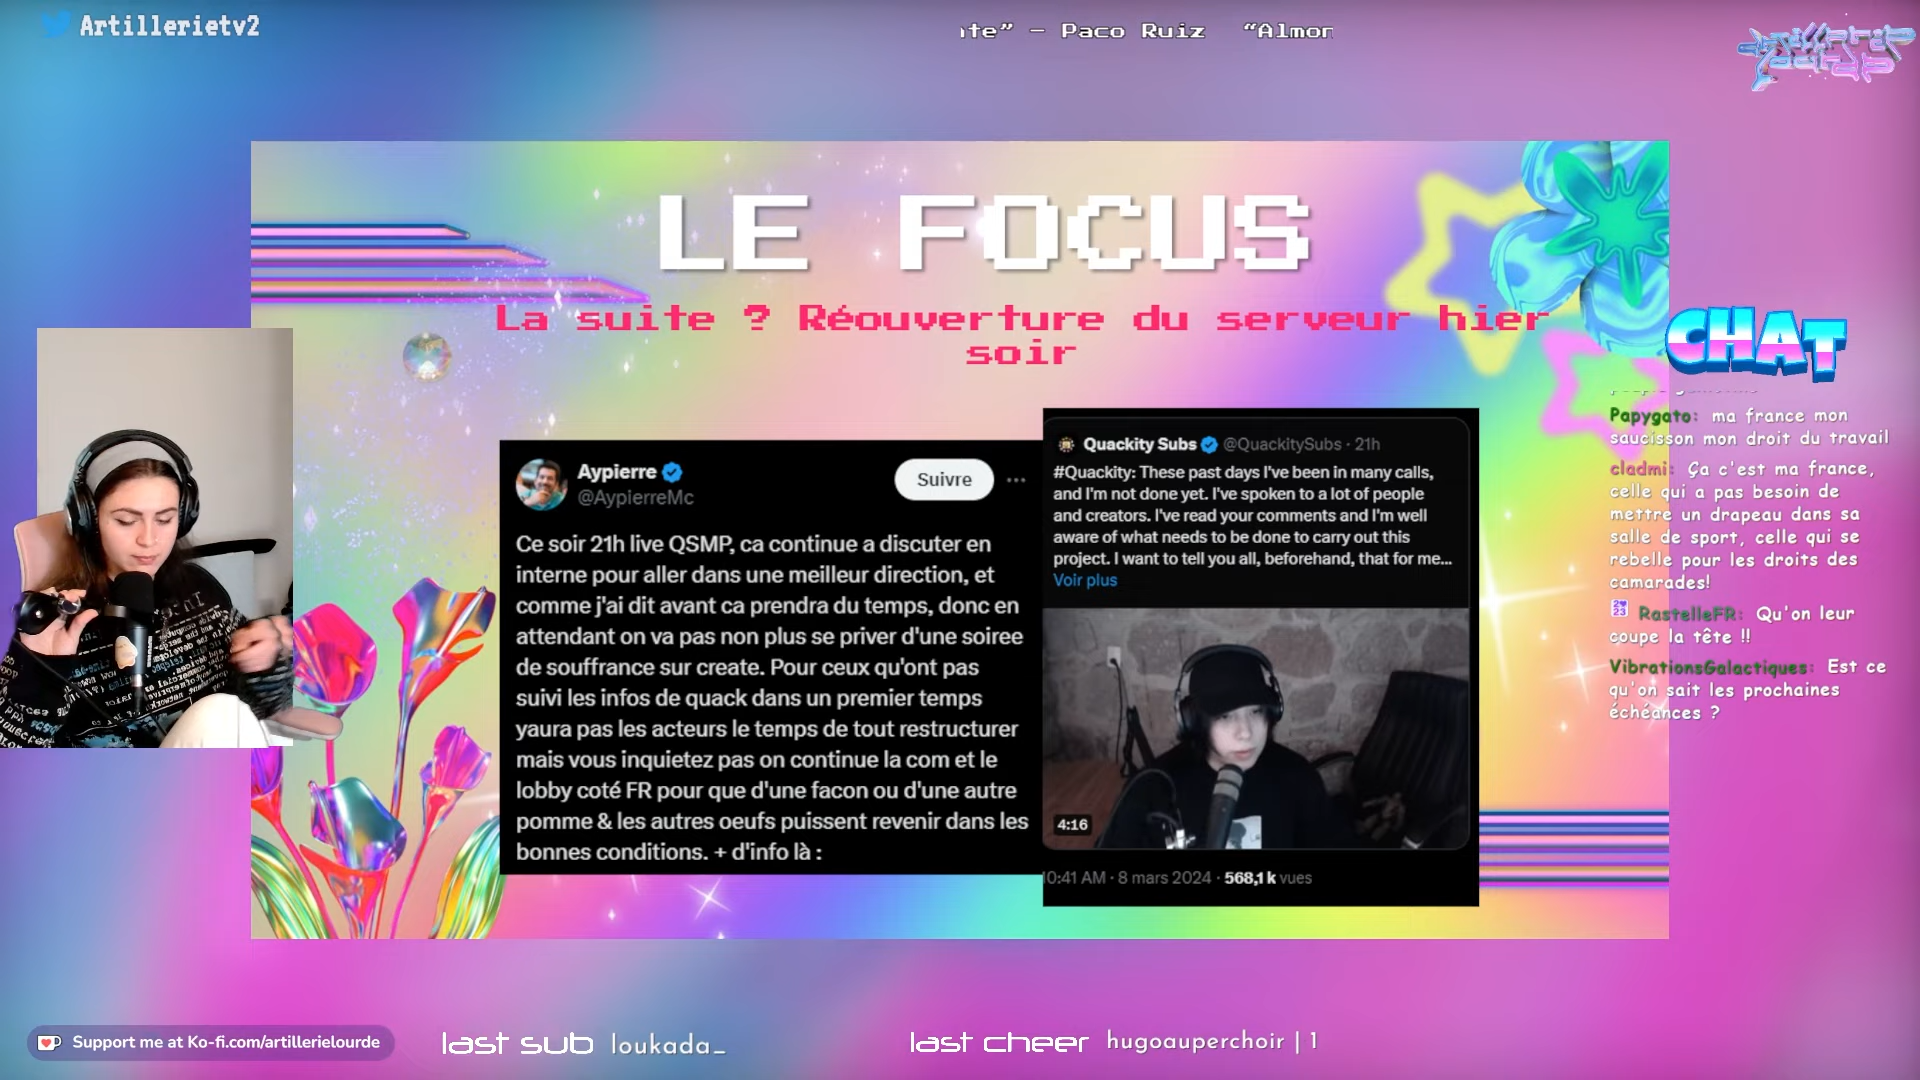 Artillerietv2
te” – Paco Ruiz “Almor
LE FOCUS
La suite ? Réouverture du serveur hier
soir
Aypierre
@AypierreMc
Suivre
Ce soir 21h live QSMP, ca continue a discuter en
interne pour aller dans une meilleur direction, et
comme j'ai dit avant ca prendra du temps, donc en
attendant on va pas non plus se priver d'une soiree
de souffrance sur create. Pour ceux qu'ont pas
suivi les infos de quack dans un premier temps
yaura pas les acteurs le temps de tout restructurer
mais vous inquietez pas on continue la com et le
lobby coté FR pour que d'une facon ou d'une autre
pomme & les autres oeufs puissent revenir dans les
bonnes conditions. + d'info là :
Quackity Subs @QuackitySubs · 21h
#Quackity: These past days I've been in many calls,
and I'm not done yet. I've spoken to a lot of people
and creators. I've read your comments and I'm well
aware of what needs to be done to carry out this
project. I want to tell you all, beforehand, that for me...
Voir plus
4:16
10:41 AM · 8 mars 2024 · 568,1 k vues
CHAT
Papygato: ma france mon
saucisson mon droit du travail
cladmi: Ça c'est ma france,
celle qui a pas besoin de
mettre un drapeau dans sa
salle de sport, celle qui se
rebelle pour les droits des
camarades!
RastelleFR: Qu'on leur
coupe la tête !!
VibrationsGalactiques: Est ce
qu'on sait les prochaines
échéances ?
Support me at Ko-fi.com/artillerielourde
last sub loukada_
last cheer hugoauperchoir | 1